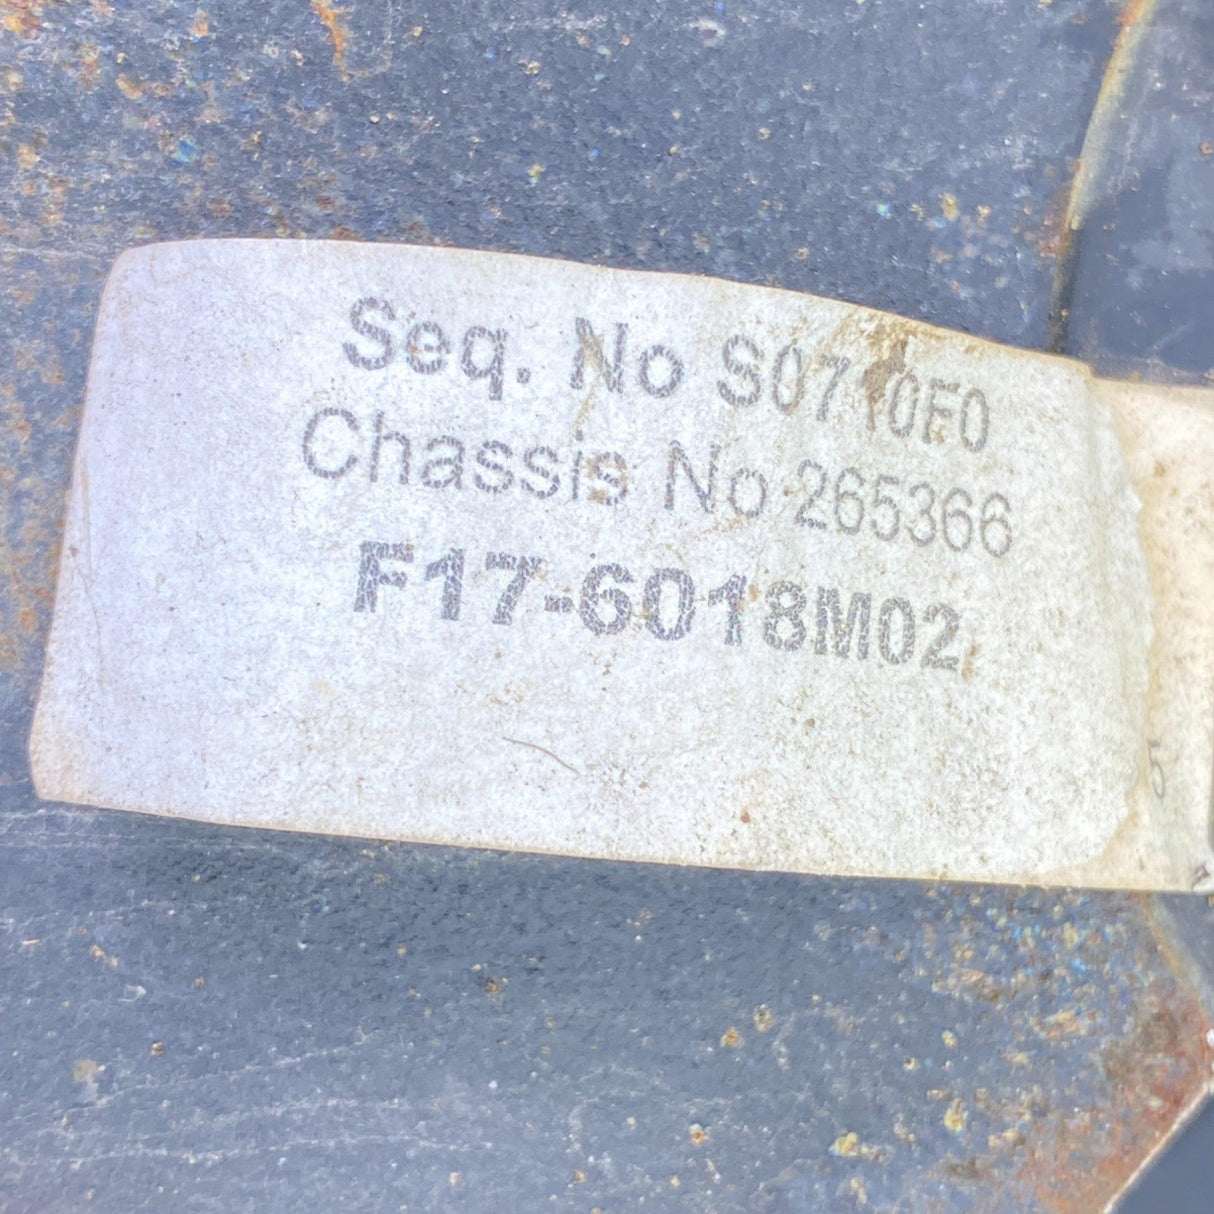 Seq. No S0710F0
Chassis No 265366
F17-6018M02